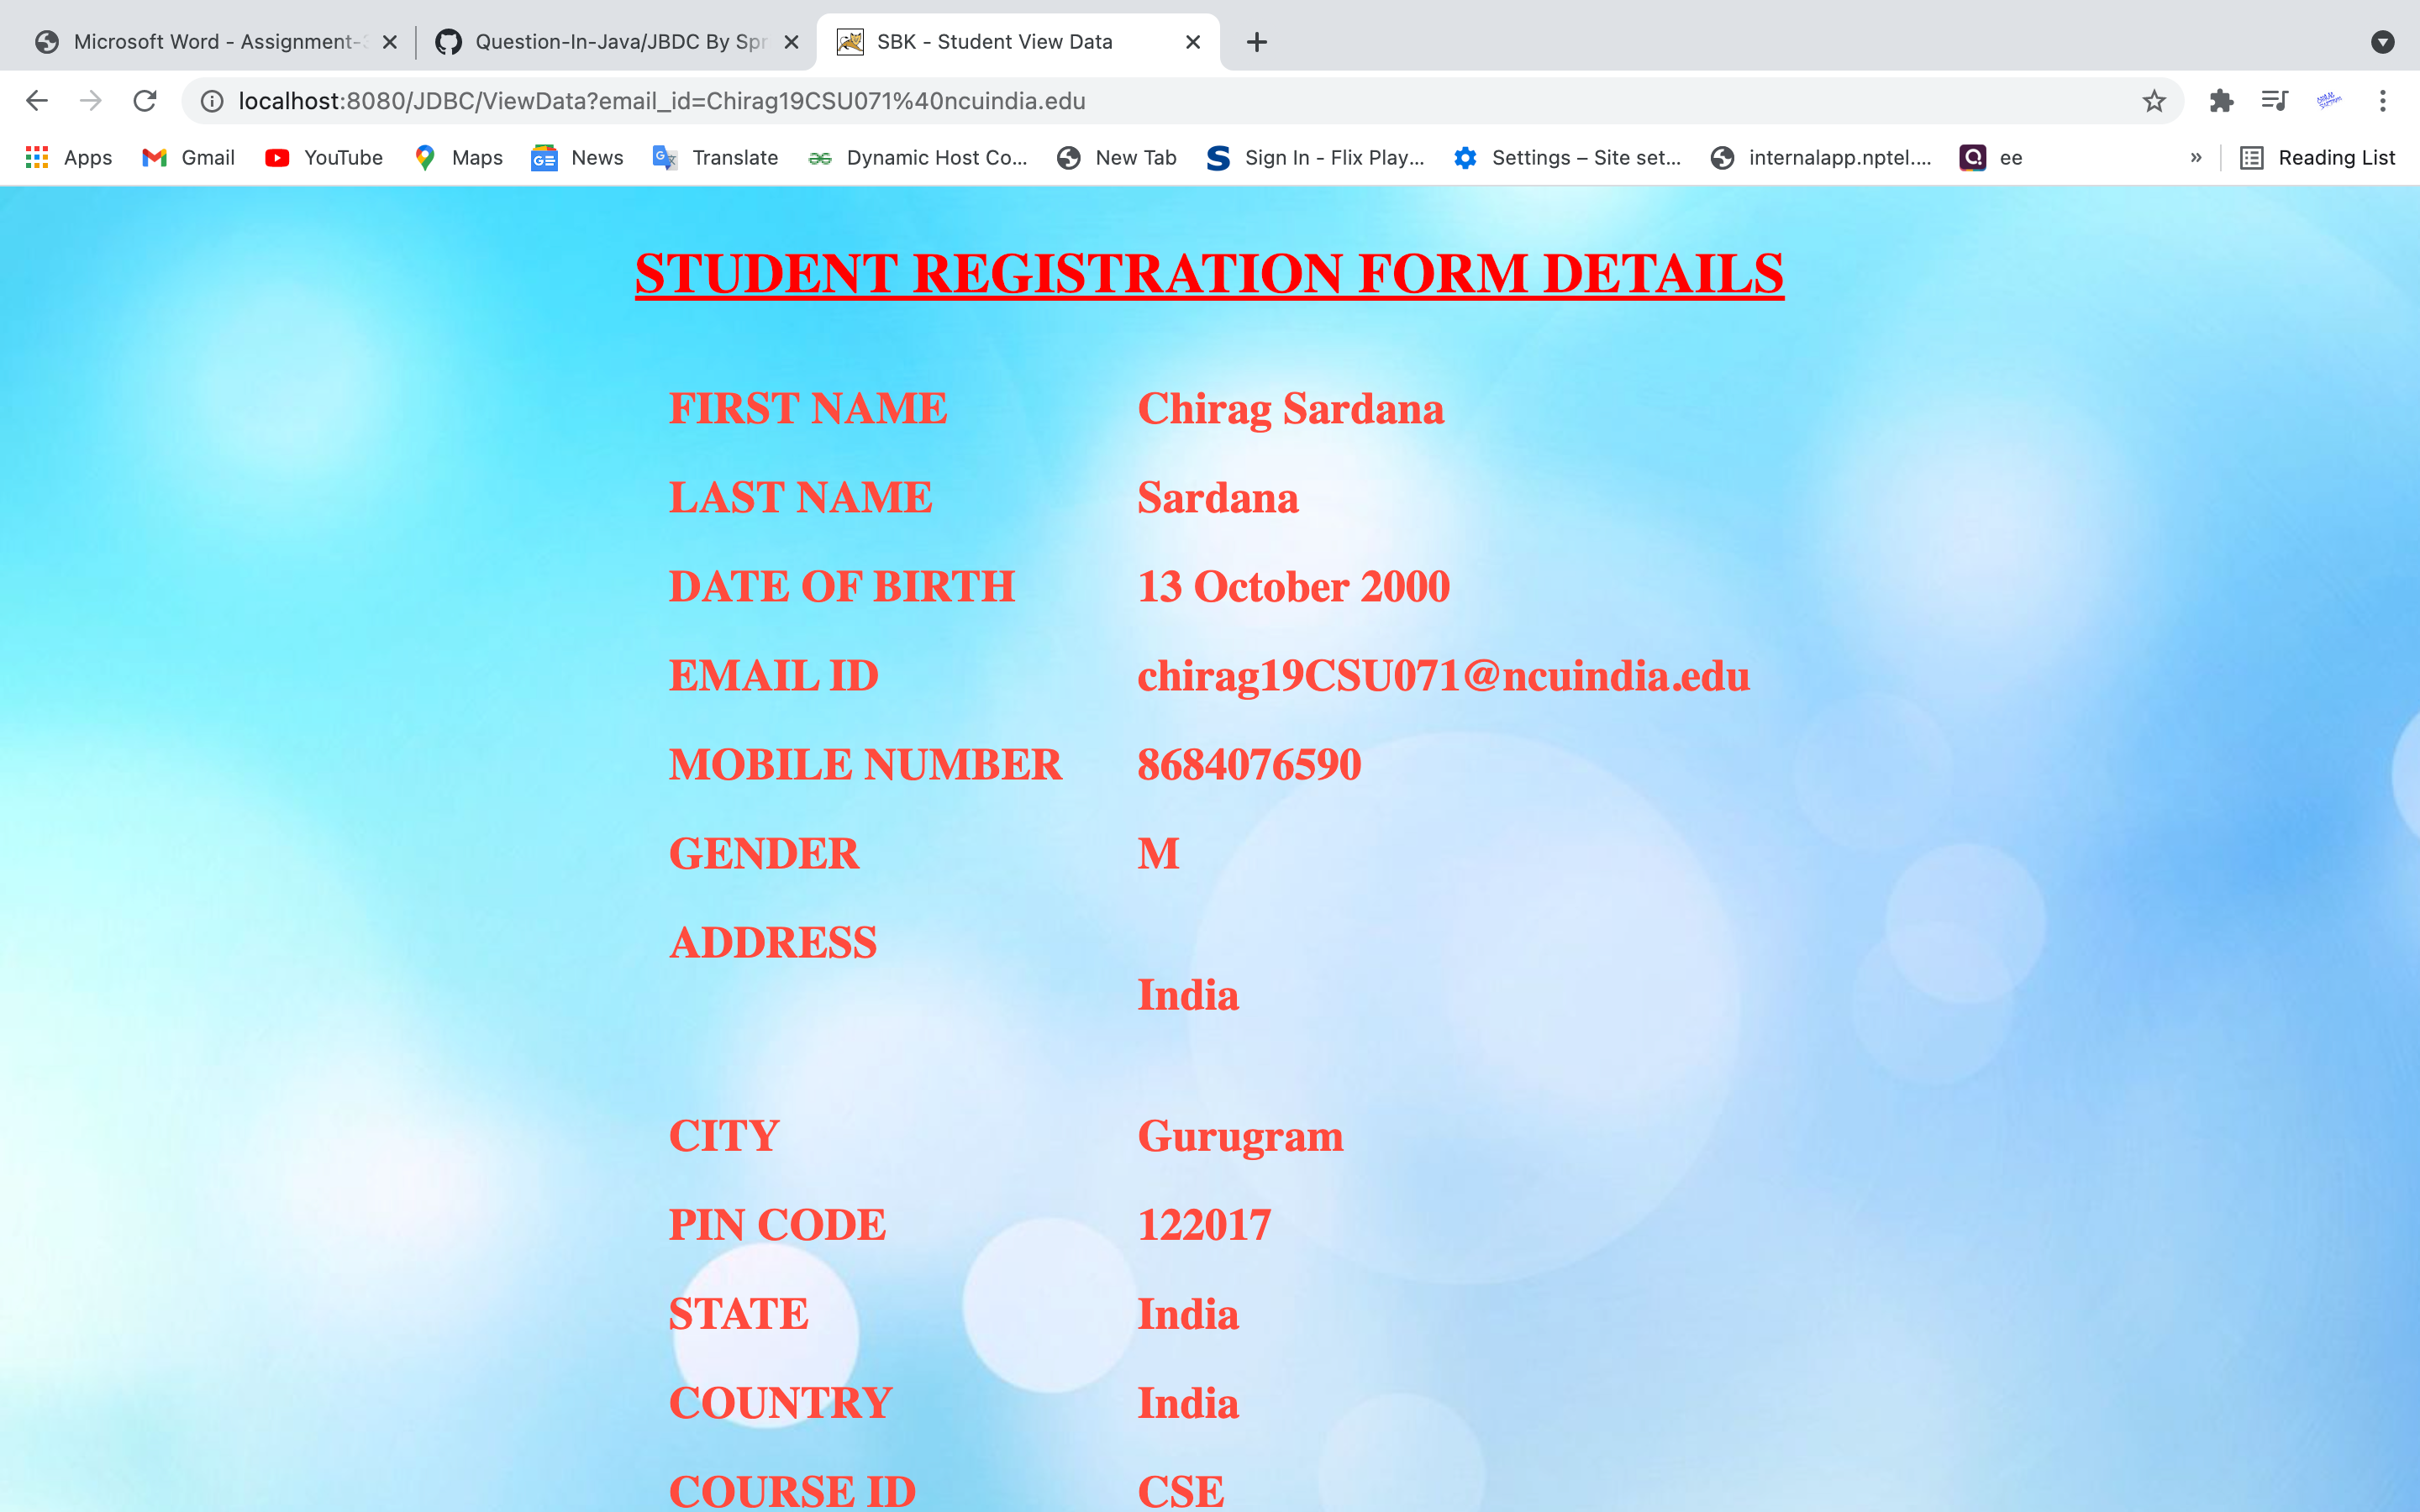 Microsoft Word - Assignment-
Question-In-Java/JBDC By Spr
SBK - Student View Data
localhost:8080/JDBC/ViewData?email_id=Chirag19CSU071%40ncuindia.edu
Apps Gmail YouTube Maps News Translate Dynamic Host Co... New Tab Sign In - Flix Play... Settings – Site set... internalapp.nptel.... ee » Reading List
STUDENT REGISTRATION FORM DETAILS
FIRST NAME Chirag Sardana
LAST NAME Sardana
DATE OF BIRTH 13 October 2000
EMAIL ID chirag19CSU071@ncuindia.edu
MOBILE NUMBER 8684076590
GENDER M
ADDRESS
India
CITY Gurugram
PIN CODE 122017
STATE India
COUNTRY India
COURSE ID CSE